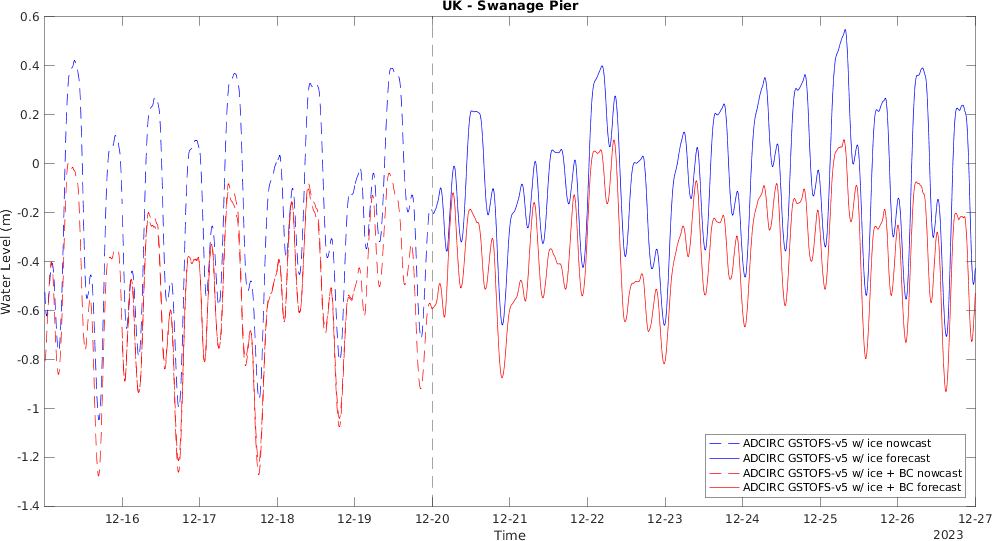 UK - Swanage Pier
0.6
0.4
0.2
0
-0.2
-0.4
-0.6
-0.8
-1
-1.2
-1.4
Water Level (m)
ADCIRC GSTOFS-v5 w/ ice nowcast
ADCIRC GSTOFS-v5 w/ ice forecast
ADCIRC GSTOFS-v5 w/ ice + BC nowcast
ADCIRC GSTOFS-v5 w/ ice + BC forecast
12-16 12-17 12-18 12-19 12-20 12-21 12-22 12-23 12-24 12-25 12-26 12-27
Time 2023